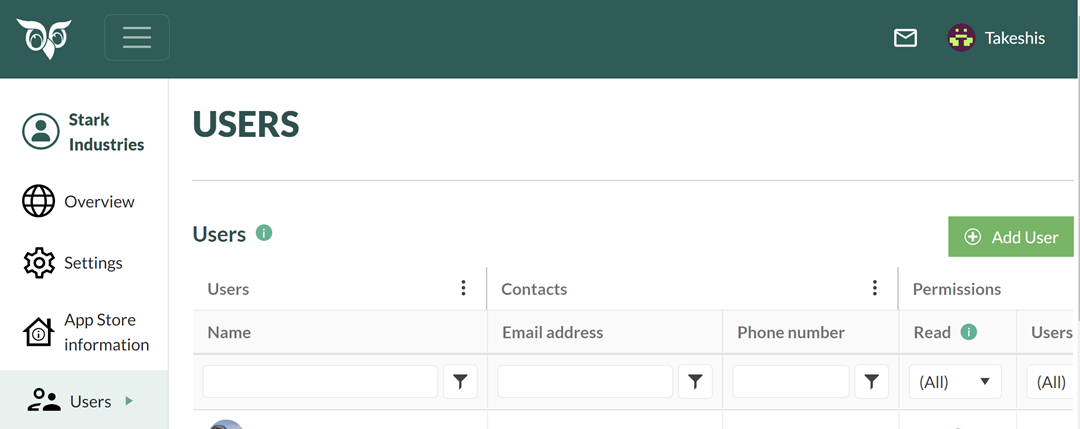 Takeshis
Stark
Industries
Overview
Settings
App Store
information
Users
USERS
Users
Add User
Users Contacts Permissions
Name Email address Phone number Read Users
(All) (All)